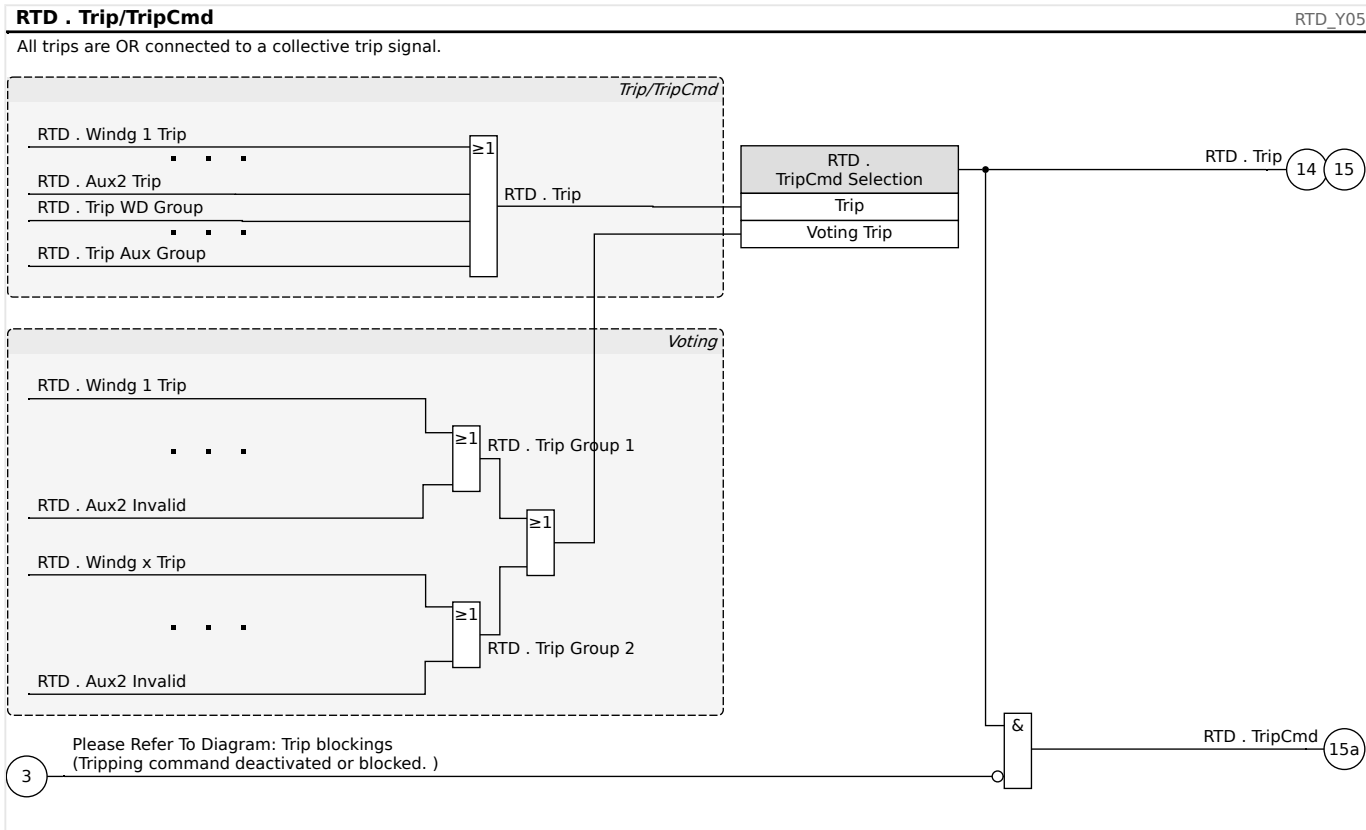 RTD . Trip/TripCmd
RTD_Y05
All trips are OR connected to a collective trip signal.
Trip/TripCmd
RTD . Windg 1 Trip
≥1
RTD . Aux2 Trip
RTD . Trip WD Group
RTD . Trip Aux Group
RTD . Trip
RTD .
TripCmd Selection
Trip
Voting Trip
RTD . Trip
14
15
Voting
RTD . Windg 1 Trip
≥1
RTD . Trip Group 1
RTD . Aux2 Invalid
≥1
RTD . Windg x Trip
≥1
RTD . Trip Group 2
RTD . Aux2 Invalid
&
RTD . TripCmd
15a
Please Refer To Diagram: Trip blockings
(Tripping command deactivated or blocked. )
3